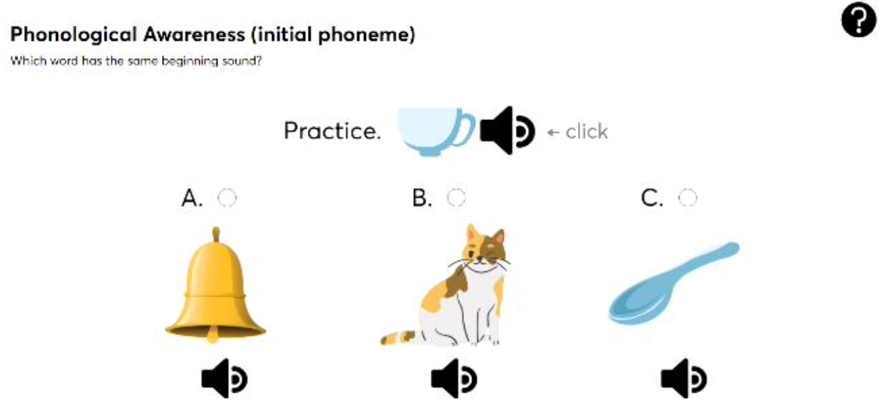 Phonological Awareness (initial phoneme)
Which word has the same beginning sound?
Practice. ← click
A. B. C.
?